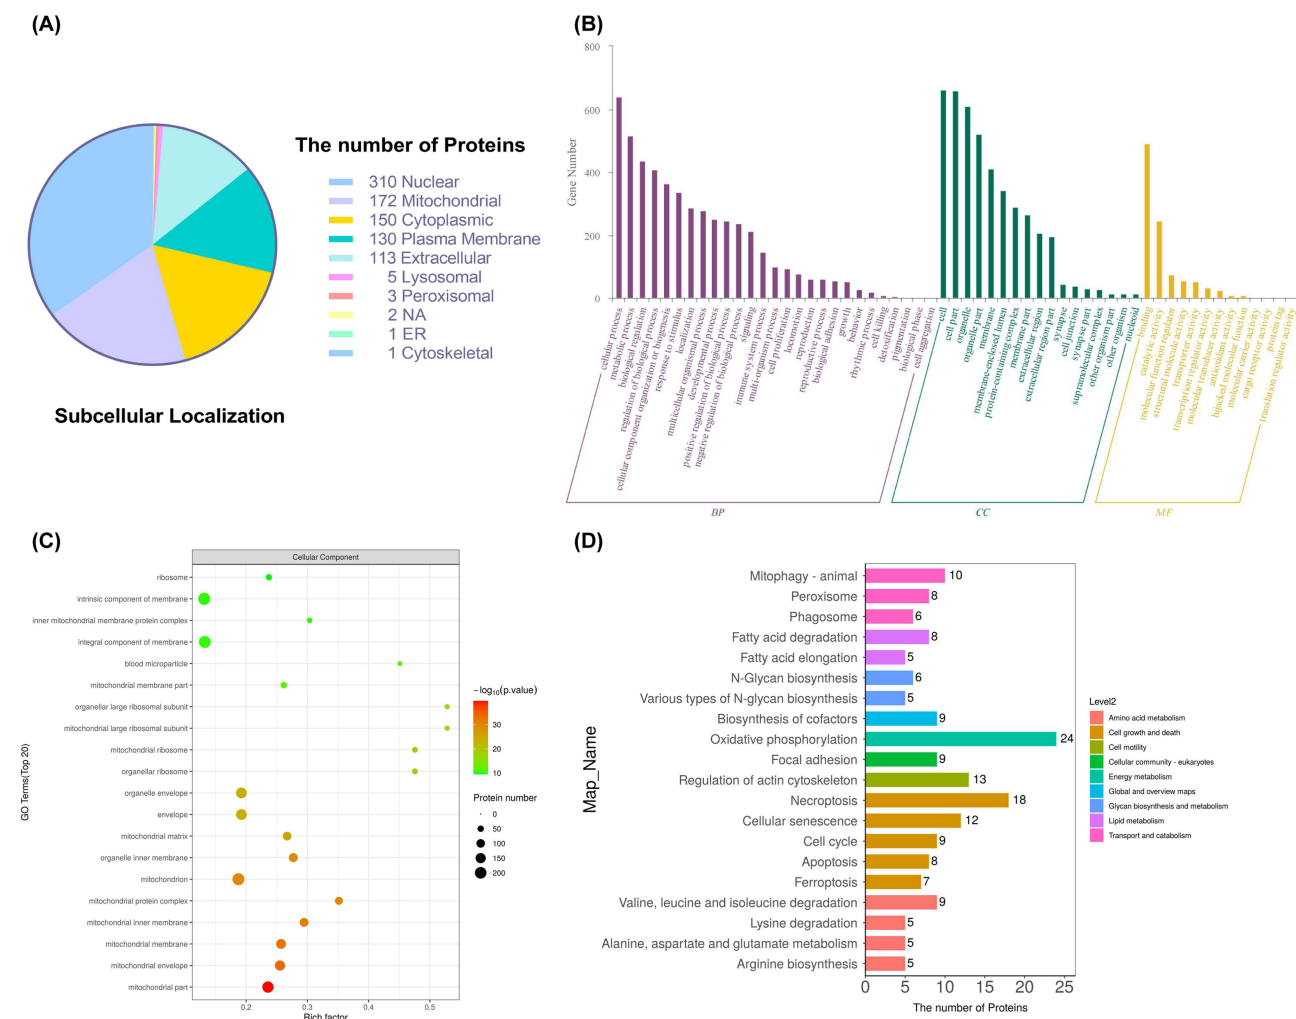 (A)
The number of Proteins
310 Nuclear
172 Mitochondrial
150 Cytoplasmic
130 Plasma Membrane
113 Extracellular
5 Lysosomal
3 Peroxisomal
2 NA
1 ER
1 Cytoskeletal
Subcellular Localization
(B)
Gene Number
800
600
400
200
0
cellular process
metabolic process
biological regulation
regulation of biological process
cellular component organization or biogenesis
response to stimulus
localization
multicellular organismal process
developmental process
positive regulation of biological process
negative regulation of biological process
signaling
immune system process
multi-organism process
cell proliferation
locomotion
reproduction
reproductive process
biological adhesion
growth
behavior
rhythmic process
cell killing
detoxification
pigmentation
biological phase
cell aggregation
cell
cell part
organelle
organelle part
membrane
membrane-enclosed lumen
protein-containing complex
membrane part
extracellular region
extracellular region part
synapse
cell junction
synapse part
supramolecular complex
other organism part
other organism
nucleoid
binding
catalytic activity
molecular function regulator
structural molecule activity
transporter activity
transcription regulator activity
molecular transducer activity
antioxidant activity
hijacked molecular function
molecular carrier activity
cargo receptor activity
protein tag
translation regulator activity
BP
CC
MF
(C)
Cellular Component
GO Terms(Top 20)
ribosome
intrinsic component of membrane
inner mitochondrial membrane protein complex
integral component of membrane
blood microparticle
mitochondrial membrane part
organellar large ribosomal subunit
mitochondrial large ribosomal subunit
mitochondrial ribosome
organellar ribosome
organelle envelope
envelope
mitochondrial matrix
organelle inner membrane
mitochondrion
mitochondrial protein complex
mitochondrial inner membrane
mitochondrial membrane
mitochondrial envelope
mitochondrial part
0.2 0.3 0.4 0.5
Rich factor
−log10(p.value)
30
20
10
Protein number
0
50
100
150
200
(D)
Map_Name
Mitophagy - animal 10
Peroxisome 8
Phagosome 6
Fatty acid degradation 8
Fatty acid elongation 5
N-Glycan biosynthesis 6
Various types of N-glycan biosynthesis 5
Biosynthesis of cofactors 9
Oxidative phosphorylation 24
Focal adhesion 9
Regulation of actin cytoskeleton 13
Necroptosis 18
Cellular senescence 12
Cell cycle 9
Apoptosis 8
Ferroptosis 7
Valine, leucine and isoleucine degradation 9
Lysine degradation 5
Alanine, aspartate and glutamate metabolism 5
Arginine biosynthesis 5
0 5 10 15 20 25
The number of Proteins
Level2
Amino acid metabolism
Cell growth and death
Cell motility
Cellular community - eukaryotes
Energy metabolism
Global and overview maps
Glycan biosynthesis and metabolism
Lipid metabolism
Transport and catabolism